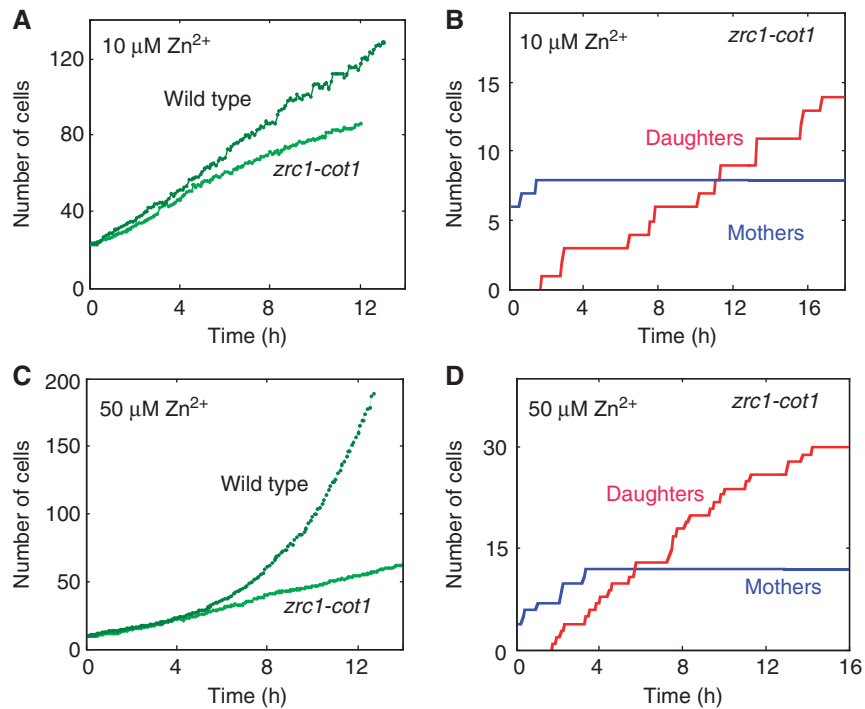 A
10 μM Zn²⁺
Wild type
zrc1-cot1
Number of cells
120
80
40
0
0 4 8 12
Time (h)
B
10 μM Zn²⁺
zrc1-cot1
Daughters
Mothers
Number of cells
15
10
5
0
0 4 8 12 16
Time (h)
C
50 μM Zn²⁺
Wild type
zrc1-cot1
Number of cells
200
150
100
50
0
0 4 8 12
Time (h)
D
50 μM Zn²⁺
zrc1-cot1
Daughters
Mothers
Number of cells
30
15
0
0 4 8 12 16
Time (h)